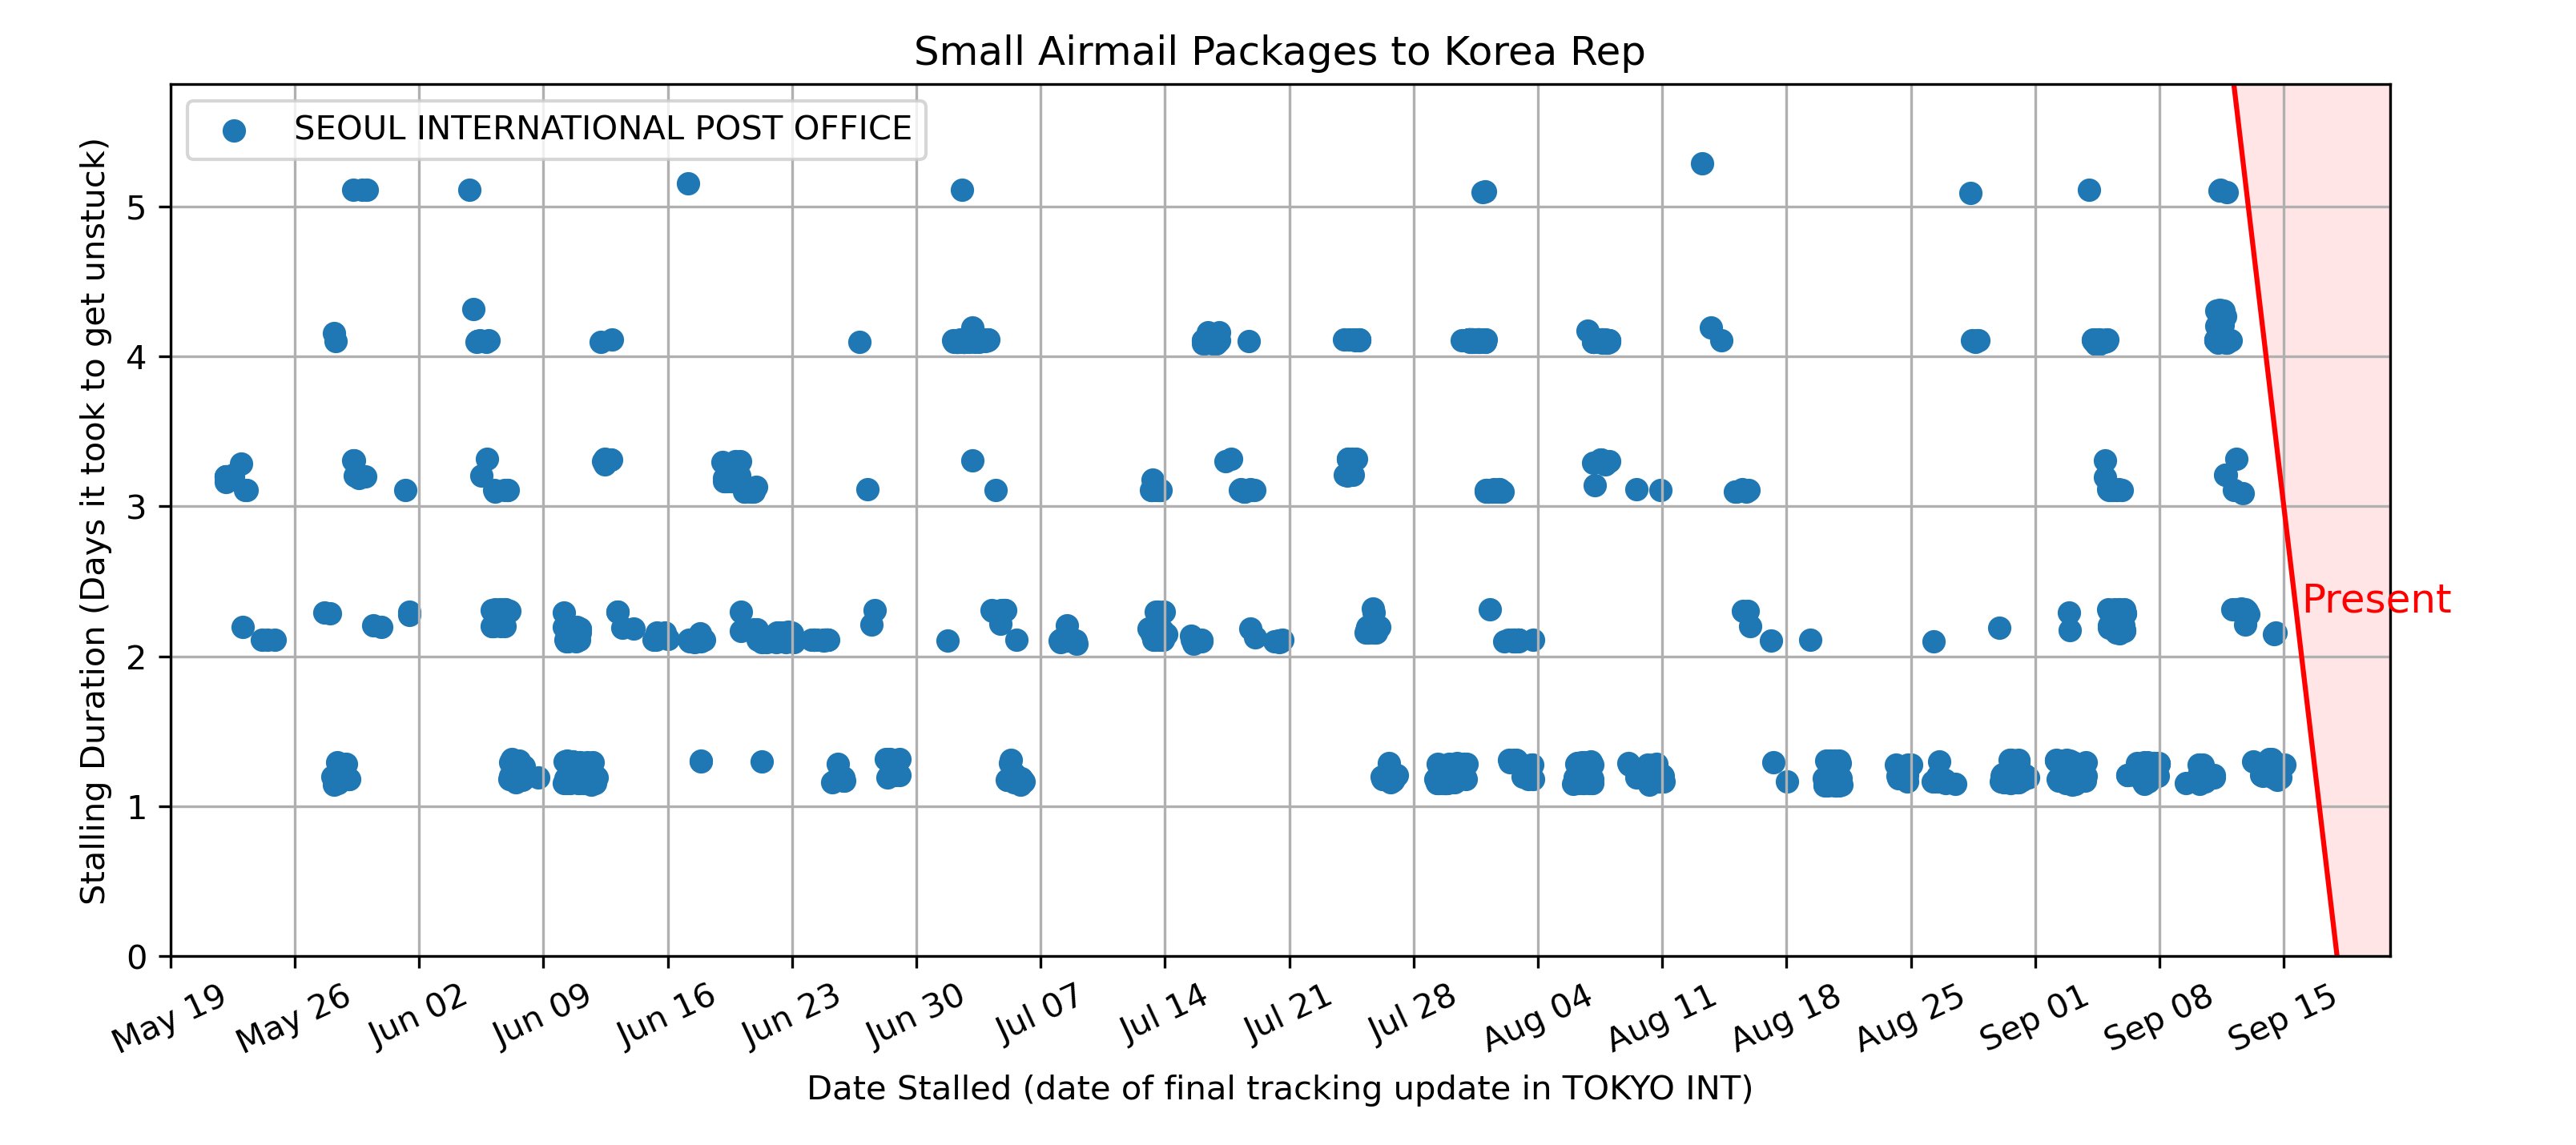 Small Airmail Packages to Korea Rep
SEOUL INTERNATIONAL POST OFFICE
Stalling Duration (Days it took to get unstuck)
5
4
3
2
1
0
Present
May 19
May 26
Jun 02
Jun 09
Jun 16
Jun 23
Jun 30
Jul 07
Jul 14
Jul 21
Jul 28
Aug 04
Aug 11
Aug 18
Aug 25
Sep 01
Sep 08
Sep 15
Date Stalled (date of final tracking update in TOKYO INT)